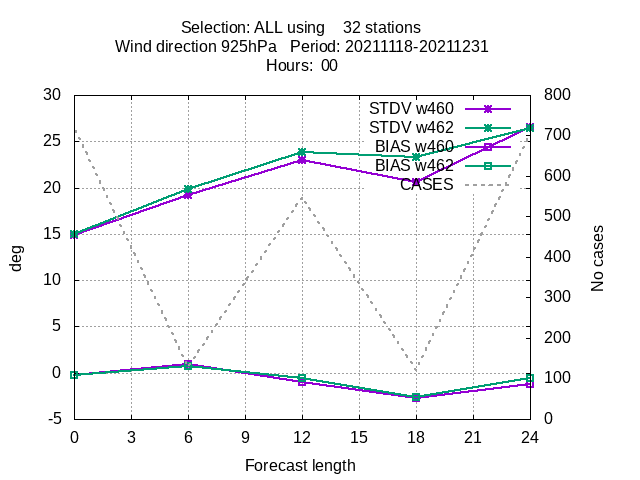 Selection: ALL using    32 stations
Wind direction 925hPa   Period: 20211118-20211231
Hours:  00
STDV w460
STDV w462
BIAS w460
BIAS w462
CASES
30
25
20
15
10
5
0
-5
deg
800
700
600
500
400
300
200
100
0
No cases
0 3 6 9 12 15 18 21 24
Forecast length